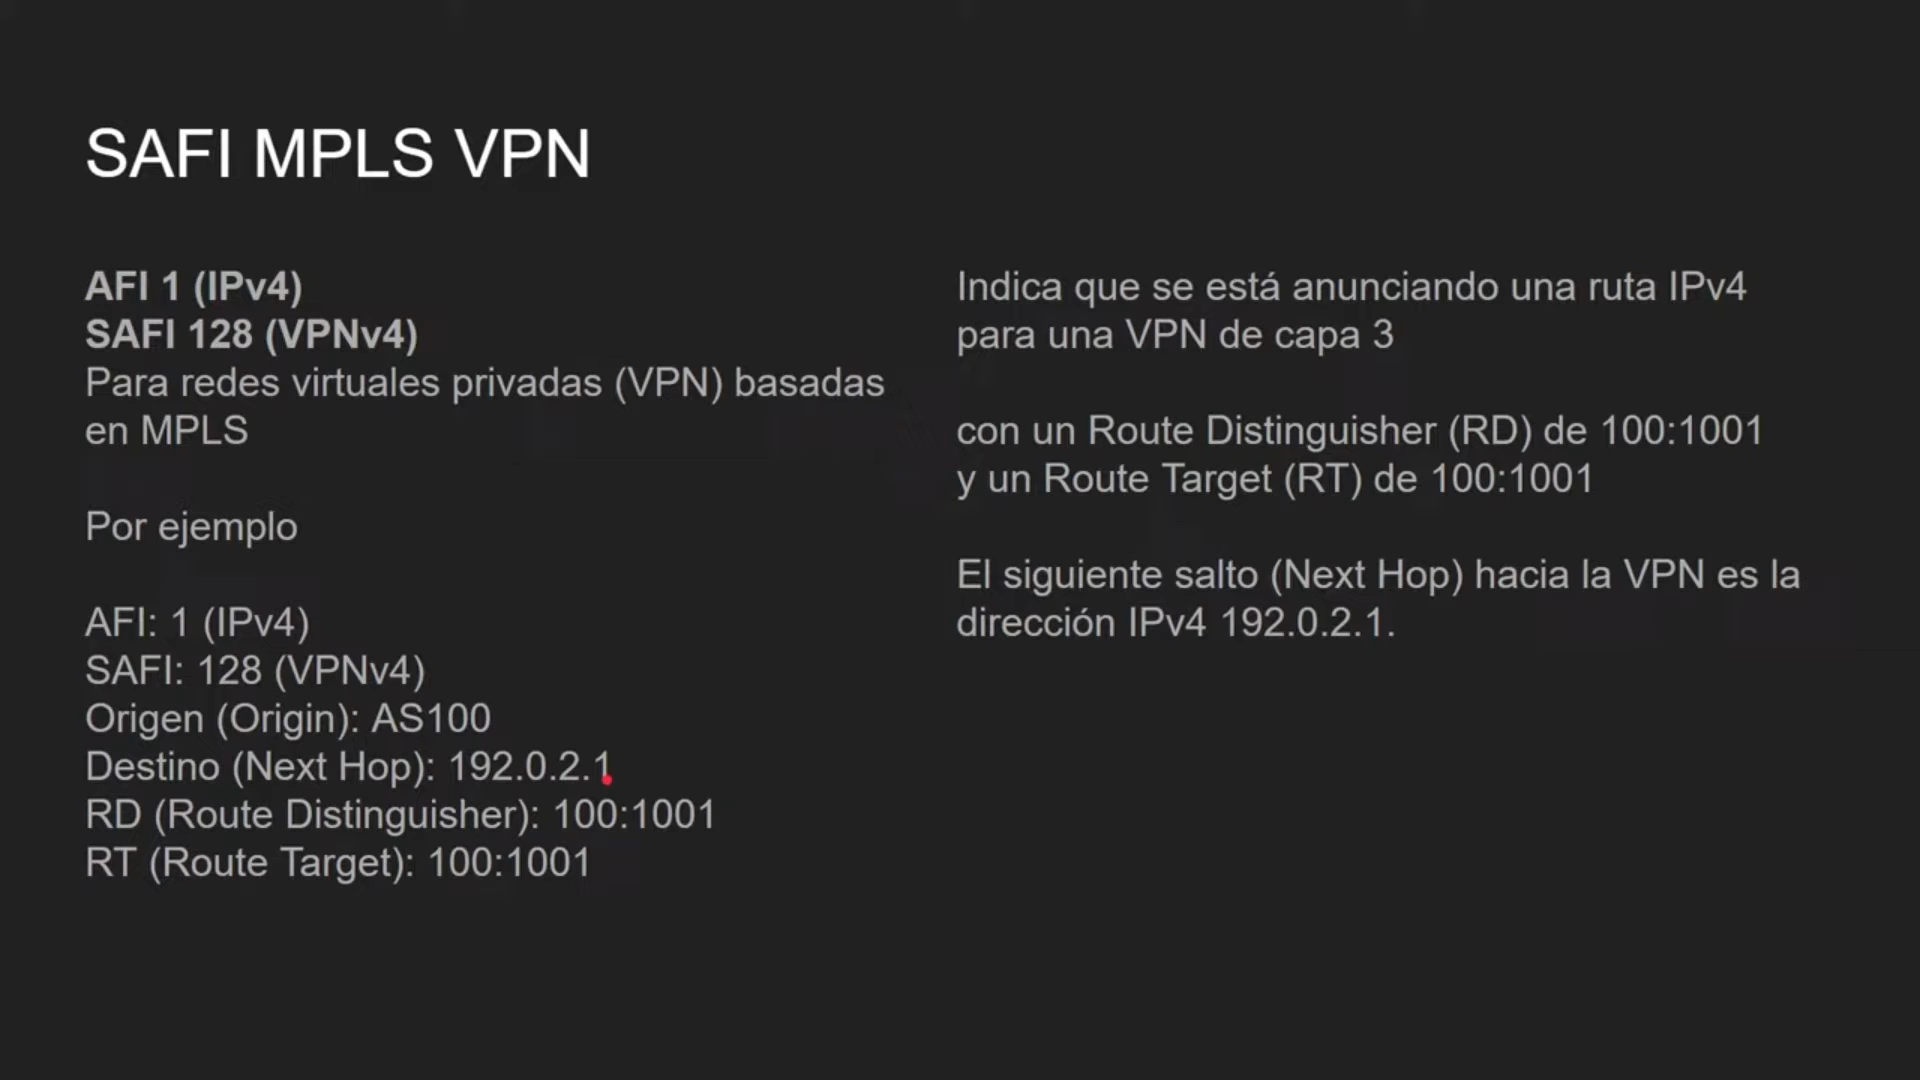 SAFI MPLS VPN
AFI 1 (IPv4)
SAFI 128 (VPNv4)
Para redes virtuales privadas (VPN) basadas
en MPLS
Por ejemplo
AFI: 1 (IPv4)
SAFI: 128 (VPNv4)
Origen (Origin): AS100
Destino (Next Hop): 192.0.2.1
RD (Route Distinguisher): 100:1001
RT (Route Target): 100:1001
Indica que se está anunciando una ruta IPv4
para una VPN de capa 3
con un Route Distinguisher (RD) de 100:1001
y un Route Target (RT) de 100:1001
El siguiente salto (Next Hop) hacia la VPN es la
dirección IPv4 192.0.2.1.